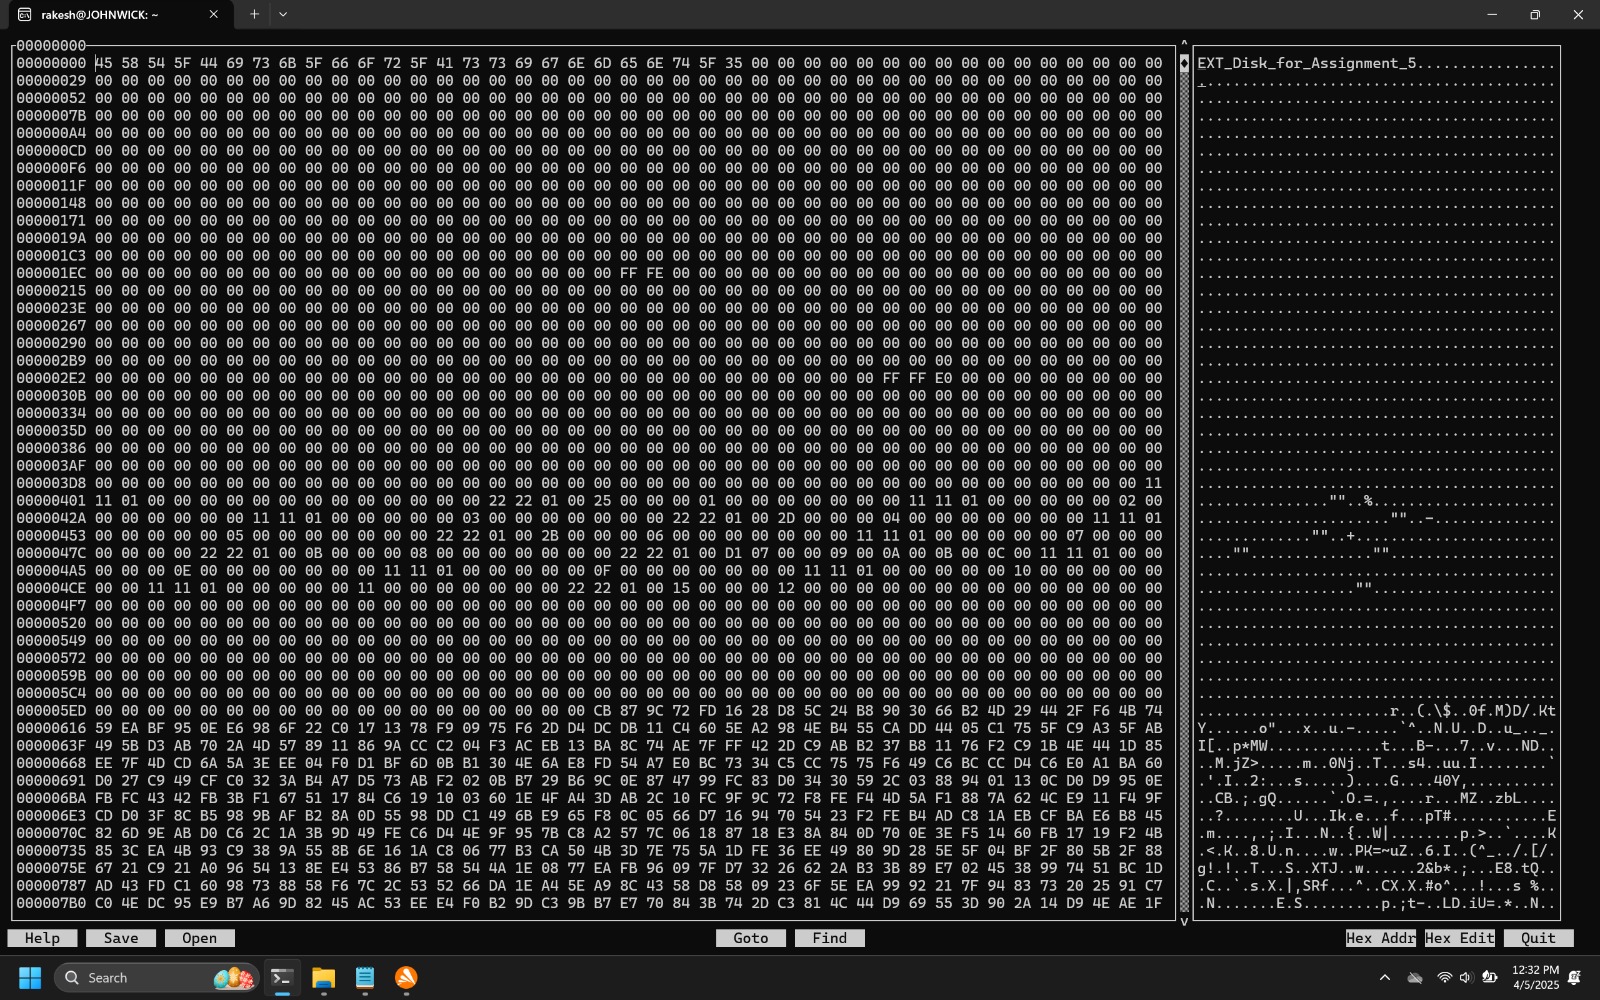 rakesh@JOHNWICK: ~
00000000
00000000 45 58 54 5F 44 69 73 6B 5F 66 6F 72 5F 41 73 73 69 67 6E 6D 65 6E 74 5F 35 00 00 00 00 00 00 00 00 00 00 00 00 00 00 00 00 EXT_Disk_for_Assignment_5................
00000029 00 00 00 00 00 00 00 00 00 00 00 00 00 00 00 00 00 00 00 00 00 00 00 00 00 00 00 00 00 00 00 00 00 00 00 00 00 00 00 00 00
00000052 00 00 00 00 00 00 00 00 00 00 00 00 00 00 00 00 00 00 00 00 00 00 00 00 00 00 00 00 00 00 00 00 00 00 00 00 00 00 00 00 00
0000007B 00 00 00 00 00 00 00 00 00 00 00 00 00 00 00 00 00 00 00 00 00 00 00 00 00 00 00 00 00 00 00 00 00 00 00 00 00 00 00 00 00
000000A4 00 00 00 00 00 00 00 00 00 00 00 00 00 00 00 00 00 00 00 00 00 00 00 00 00 00 00 00 00 00 00 00 00 00 00 00 00 00 00 00 00
000000CD 00 00 00 00 00 00 00 00 00 00 00 00 00 00 00 00 00 00 00 00 00 00 00 00 00 00 00 00 00 00 00 00 00 00 00 00 00 00 00 00 00
000000F6 00 00 00 00 00 00 00 00 00 00 00 00 00 00 00 00 00 00 00 00 00 00 00 00 00 00 00 00 00 00 00 00 00 00 00 00 00 00 00 00 00
0000011F 00 00 00 00 00 00 00 00 00 00 00 00 00 00 00 00 00 00 00 00 00 00 00 00 00 00 00 00 00 00 00 00 00 00 00 00 00 00 00 00 00
00000148 00 00 00 00 00 00 00 00 00 00 00 00 00 00 00 00 00 00 00 00 00 00 00 00 00 00 00 00 00 00 00 00 00 00 00 00 00 00 00 00 00
00000171 00 00 00 00 00 00 00 00 00 00 00 00 00 00 00 00 00 00 00 00 00 00 00 00 00 00 00 00 00 00 00 00 00 00 00 00 00 00 00 00 00
0000019A 00 00 00 00 00 00 00 00 00 00 00 00 00 00 00 00 00 00 00 00 00 00 00 00 00 00 00 00 00 00 00 00 00 00 00 00 00 00 00 00 00
000001C3 00 00 00 00 00 00 00 00 00 00 00 00 00 00 00 00 00 00 00 00 00 00 00 00 00 00 00 00 00 00 00 00 00 00 00 00 00 00 00 00 00
000001EC 00 00 00 00 00 00 00 00 00 00 00 00 00 00 00 00 00 00 00 00 FF FE 00 00 00 00 00 00 00 00 00 00 00 00 00 00 00 00 00 00 00
00000215 00 00 00 00 00 00 00 00 00 00 00 00 00 00 00 00 00 00 00 00 00 00 00 00 00 00 00 00 00 00 00 00 00 00 00 00 00 00 00 00 00
0000023E 00 00 00 00 00 00 00 00 00 00 00 00 00 00 00 00 00 00 00 00 00 00 00 00 00 00 00 00 00 00 00 00 00 00 00 00 00 00 00 00 00
00000267 00 00 00 00 00 00 00 00 00 00 00 00 00 00 00 00 00 00 00 00 00 00 00 00 00 00 00 00 00 00 00 00 00 00 00 00 00 00 00 00 00
00000290 00 00 00 00 00 00 00 00 00 00 00 00 00 00 00 00 00 00 00 00 00 00 00 00 00 00 00 00 00 00 00 00 00 00 00 00 00 00 00 00 00
000002B9 00 00 00 00 00 00 00 00 00 00 00 00 00 00 00 00 00 00 00 00 00 00 00 00 00 00 00 00 00 00 00 00 00 00 00 00 00 00 00 00 00
000002E2 00 00 00 00 00 00 00 00 00 00 00 00 00 00 00 00 00 00 00 00 00 00 00 00 00 00 00 00 00 00 FF FF E0 00 00 00 00 00 00 00 00
0000030B 00 00 00 00 00 00 00 00 00 00 00 00 00 00 00 00 00 00 00 00 00 00 00 00 00 00 00 00 00 00 00 00 00 00 00 00 00 00 00 00 00
00000334 00 00 00 00 00 00 00 00 00 00 00 00 00 00 00 00 00 00 00 00 00 00 00 00 00 00 00 00 00 00 00 00 00 00 00 00 00 00 00 00 00
0000035D 00 00 00 00 00 00 00 00 00 00 00 00 00 00 00 00 00 00 00 00 00 00 00 00 00 00 00 00 00 00 00 00 00 00 00 00 00 00 00 00 00
00000386 00 00 00 00 00 00 00 00 00 00 00 00 00 00 00 00 00 00 00 00 00 00 00 00 00 00 00 00 00 00 00 00 00 00 00 00 00 00 00 00 00
000003AF 00 00 00 00 00 00 00 00 00 00 00 00 00 00 00 00 00 00 00 00 00 00 00 00 00 00 00 00 00 00 00 00 00 00 00 00 00 00 00 00 00
000003D8 00 00 00 00 00 00 00 00 00 00 00 00 00 00 00 00 00 00 00 00 00 00 00 00 00 00 00 00 00 00 00 00 00 00 00 00 00 00 00 00 11
00000401 11 01 00 00 00 00 00 00 00 00 00 00 00 00 00 22 22 01 00 25 00 00 00 01 00 00 00 00 00 00 00 11 11 01 00 00 00 00 00 02 00
0000042A 00 00 00 00 00 00 11 11 01 00 00 00 00 00 03 00 00 00 00 00 00 00 22 22 01 00 2D 00 00 00 04 00 00 00 00 00 00 00 11 11 01
00000453 00 00 00 00 00 05 00 00 00 00 00 00 00 22 22 01 00 2B 00 00 00 06 00 00 00 00 00 00 00 11 11 01 00 00 00 00 00 07 00 00 00
0000047C 00 00 00 00 22 22 01 00 0B 00 00 00 08 00 00 00 00 00 00 00 22 22 01 00 D1 07 00 00 09 00 0A 00 0B 00 0C 00 11 11 01 00 00
000004A5 00 00 00 0E 00 00 00 00 00 00 00 11 11 01 00 00 00 00 00 0F 00 00 00 00 00 00 00 11 11 01 00 00 00 00 00 10 00 00 00 00 00
000004CE 00 00 11 11 01 00 00 00 00 00 11 00 00 00 00 00 00 00 22 22 01 00 15 00 00 00 12 00 00 00 00 00 00 00 00 00 00 00 00 00 00
000004F7 00 00 00 00 00 00 00 00 00 00 00 00 00 00 00 00 00 00 00 00 00 00 00 00 00 00 00 00 00 00 00 00 00 00 00 00 00 00 00 00 00
00000520 00 00 00 00 00 00 00 00 00 00 00 00 00 00 00 00 00 00 00 00 00 00 00 00 00 00 00 00 00 00 00 00 00 00 00 00 00 00 00 00 00
00000549 00 00 00 00 00 00 00 00 00 00 00 00 00 00 00 00 00 00 00 00 00 00 00 00 00 00 00 00 00 00 00 00 00 00 00 00 00 00 00 00 00
00000572 00 00 00 00 00 00 00 00 00 00 00 00 00 00 00 00 00 00 00 00 00 00 00 00 00 00 00 00 00 00 00 00 00 00 00 00 00 00 00 00 00
0000059B 00 00 00 00 00 00 00 00 00 00 00 00 00 00 00 00 00 00 00 00 00 00 00 00 00 00 00 00 00 00 00 00 00 00 00 00 00 00 00 00 00
000005C4 00 00 00 00 00 00 00 00 00 00 00 00 00 00 00 00 00 00 00 00 00 00 00 00 00 00 00 00 00 00 00 00 00 00 00 00 00 00 00 00 00
000005ED 00 00 00 00 00 00 00 00 00 00 00 00 00 00 00 00 00 00 00 CB 87 9C 72 FD 16 28 D8 5C 24 B8 90 30 66 B2 4D 29 44 2F F6 4B 74
00000616 59 EA BF 95 0E E6 98 6F 22 C0 17 13 78 F9 09 75 F6 2D D4 DC DB 11 C4 60 5E A2 98 4E B4 55 CA DD 44 05 C1 75 5F C9 A3 5F AB
0000063F 49 5B D3 AB 70 2A 4D 57 89 11 86 9A CC C2 04 F3 AC EB 13 BA 8C 74 AE 7F FF 42 2D C9 AB B2 37 B8 11 76 F2 C9 1B 4E 44 1D 85
00000668 EE 7F 4D CD 6A 5A 3E EE 04 F0 D1 BF 6D 0B B1 30 4E 6A E8 FD 54 A7 E0 BC 73 34 C5 CC 75 75 F6 49 C6 BC CC D4 C6 E0 A1 BA 60
00000691 D0 27 C9 49 CF C0 32 3A B4 A7 D5 73 AB F2 02 0B B7 29 B6 9C 0E 87 47 99 FC 83 D0 34 30 59 2C 03 88 94 01 13 0C D0 D9 95 0E
000006BA FB FC 43 42 FB 3B F1 67 51 17 84 C6 19 10 03 60 1E 4F A4 3D AB 2C 10 FC 9F 9C 72 F8 FE F4 4D 5A F1 88 7A 62 4C E9 11 F4 9F
000006E3 CD D0 3F 8C B5 98 9B AF B2 8A 0D 55 98 DD C1 49 6B E9 65 F8 0C 05 66 D7 16 94 70 54 23 F2 FE B4 AD C8 1A EB CF BA E6 B8 45
0000070C 82 6D 9E AB D0 C6 2C 1A 3B 9D 49 FE C6 D4 4E 9F 95 7B C8 A2 57 7C 06 18 87 18 E3 8A 84 0D 70 0E 3E F5 14 60 FB 17 19 F2 4B
00000735 85 3C EA 4B 93 C9 38 9A 55 8B 6E 16 1A C8 06 77 B3 CA 50 4B 3D 7E 75 5A 1D FE 36 EE 49 80 9D 28 5E 5F 04 BF 2F 80 5B 2F 88
0000075E 67 21 C9 21 A0 96 54 13 8E E4 53 86 B7 58 54 4A 1E 08 77 EA FB 96 09 7F D7 32 26 62 2A B3 3B 89 E7 02 45 38 99 74 51 BC 1D
00000787 AD 43 FD C1 60 98 73 88 58 F6 7C 2C 53 52 66 DA 1E A4 5E A9 8C 43 58 D8 58 09 23 6F 5E EA 99 92 21 7F 94 83 73 20 25 91 C7
000007B0 C0 4E DC 95 E9 B7 A6 9D 82 45 AC 53 EE E4 F0 B2 9D C3 9B B7 E7 70 84 3B 74 2D C3 81 4C 44 D9 69 55 3D 90 2A 14 D9 4E AE 1F
Help Save Open Goto Find Hex Addr Hex Edit Quit
Search
12:32 PM
4/5/2025